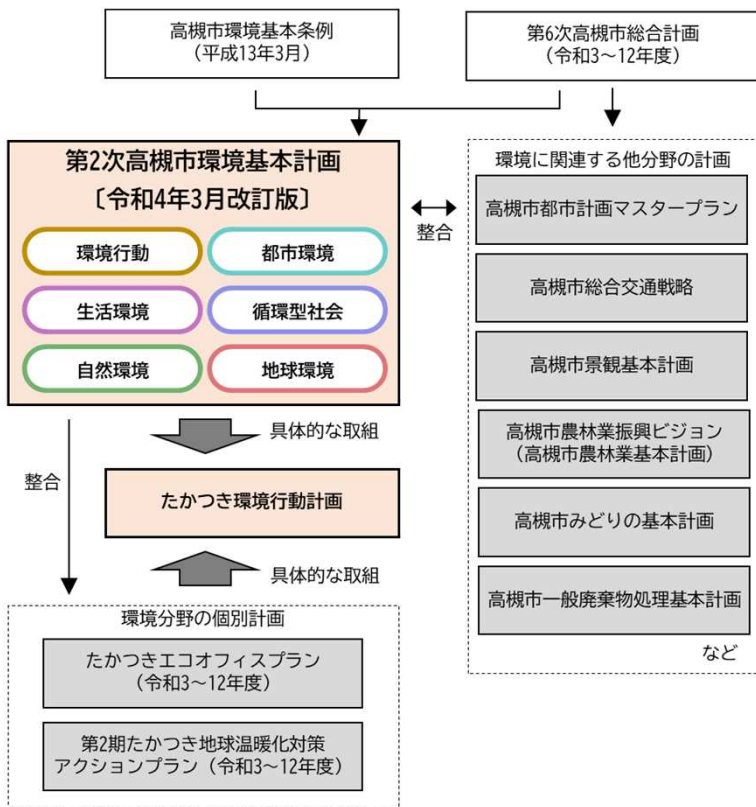 高槻市環境基本条例
（平成13年3月）
第6次高槻市総合計画
（令和3～12年度）
第2次高槻市環境基本計画
〔令和4年3月改訂版〕
環境行動
都市環境
生活環境
循環型社会
自然環境
地球環境
整合
環境に関連する他分野の計画
高槻市都市計画マスタープラン
高槻市総合交通戦略
高槻市景観基本計画
高槻市農林業振興ビジョン
（高槻市農林業基本計画）
高槻市みどりの基本計画
高槻市一般廃棄物処理基本計画
など
具体的な取組
整合
たかつき環境行動計画
具体的な取組
環境分野の個別計画
たかつきエコオフィスプラン
（令和3～12年度）
第2期たかつき地球温暖化対策
アクションプラン（令和3～12年度）